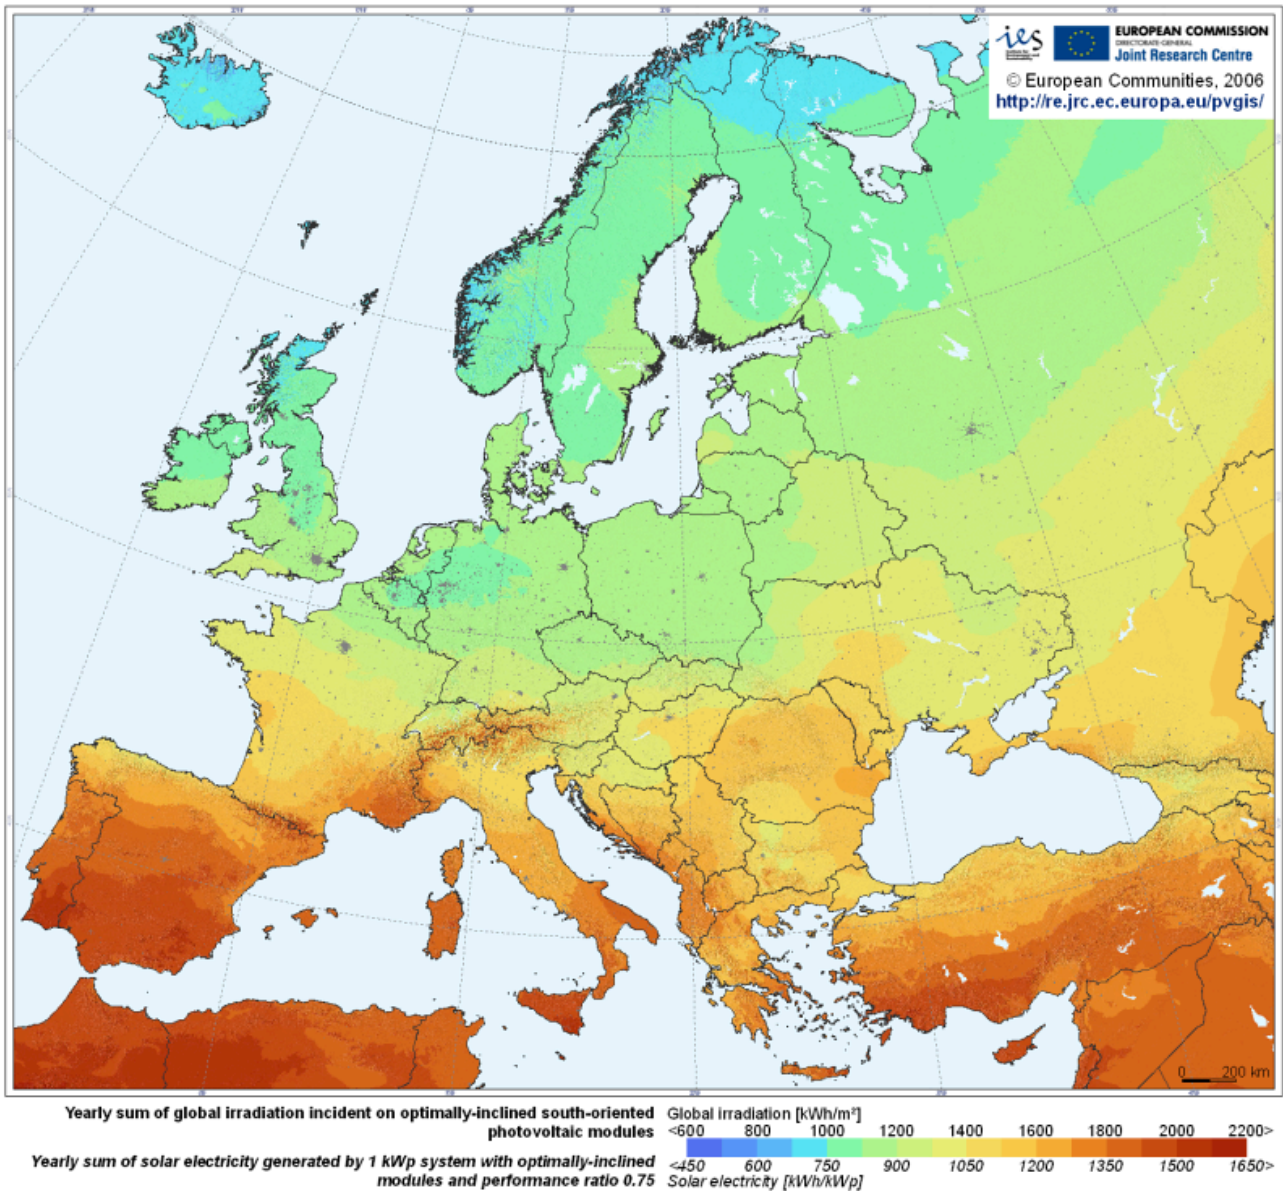 ies
EUROPEAN COMMISSION
DIRECTORATE-GENERAL
Joint Research Centre
© European Communities, 2006
http://re.jrc.ec.europa.eu/pvgis/
0 200 km
Yearly sum of global irradiation incident on optimally-inclined south-oriented
photovoltaic modules
Yearly sum of solar electricity generated by 1 kWp system with optimally-inclined
modules and performance ratio 0.75
Global irradiation [kWh/m²]
<600 800 1000 1200 1400 1600 1800 2000 2200>
<450 600 750 900 1050 1200 1350 1500 1650>
Solar electricity [kWh/kWp]